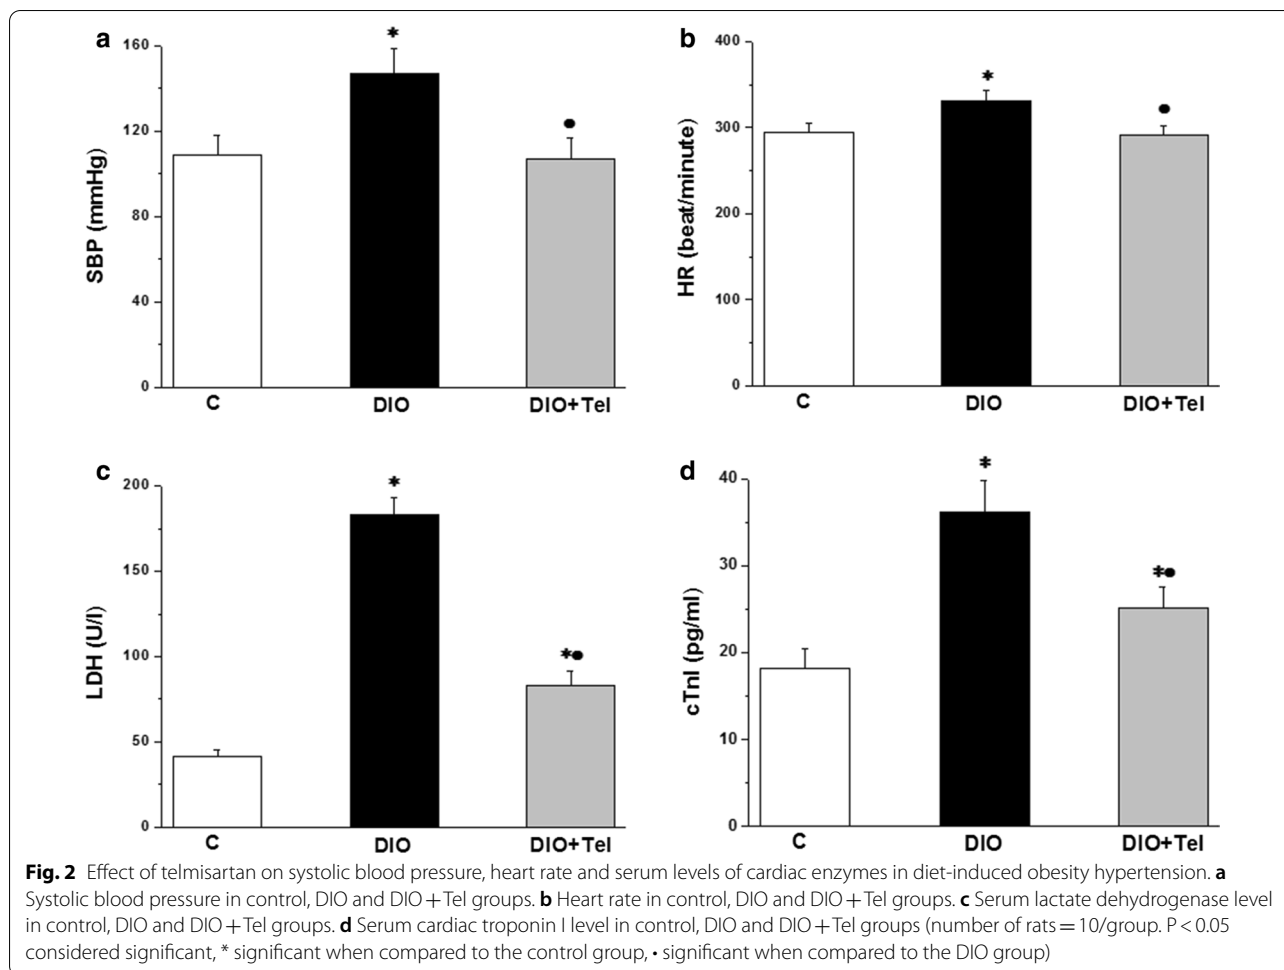 a
160
120
80
40
0
SBP (mmHg)
*
•
C
DIO
DIO+Tel
b
400
300
200
300
0
HR (beat/minute)
*
•
C
DIO
DIO+Tel
c
200
150
100
50
0
LDH (U/l)
*
*•
C
DIO
DIO+Tel
d
40
30
20
10
0
cTnI (pg/ml)
*
*•
C
DIO
DIO+Tel
Fig. 2 Effect of telmisartan on systolic blood pressure, heart rate and serum levels of cardiac enzymes in diet-induced obesity hypertension. a
Systolic blood pressure in control, DIO and DIO + Tel groups. b Heart rate in control, DIO and DIO + Tel groups. c Serum lactate dehydrogenase level
in control, DIO and DIO + Tel groups. d Serum cardiac troponin I level in control, DIO and DIO + Tel groups (number of rats = 10/group. P < 0.05
considered significant, * significant when compared to the control group, • significant when compared to the DIO group)